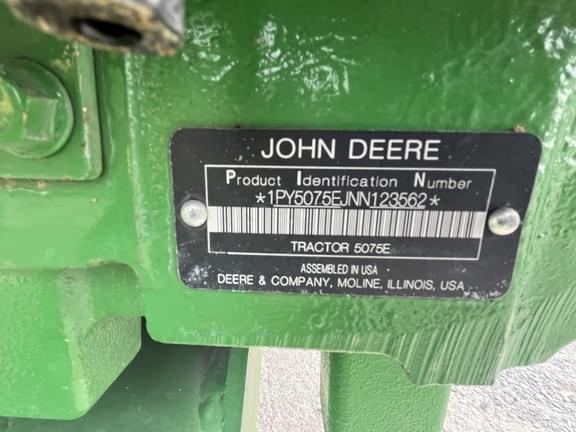 JOHN DEERE
Product Identification Number
*1PY5075EJNN123562*
TRACTOR 5075E
ASSEMBLED IN USA
DEERE & COMPANY, MOLINE, ILLINOIS, USA